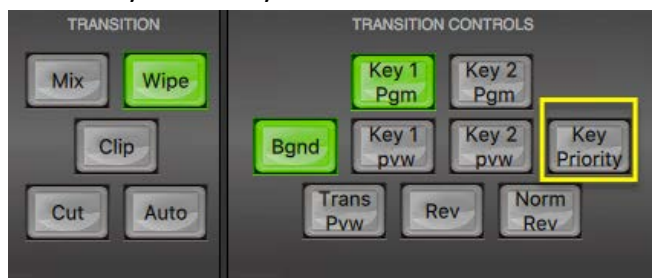 TRANSITION
TRANSITION CONTROLS
Mix
Wipe
Key 1
Pgm
Key 2
Pgm
Clip
Bgnd
Key 1
pvw
Key 2
pvw
Key
Priority
Cut
Auto
Trans
Pvw
Rev
Norm
Rev